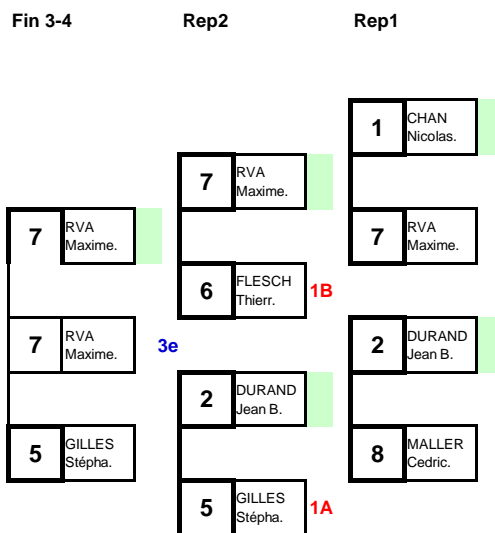 Fin 3-4 Rep2 Rep1
1 CHAN
Nicolas.
7 RVA
Maxime.
7 RVA
Maxime.
7 RVA
Maxime.
6 FLESCH
Thierr. 1B
7 RVA
Maxime. 3e
2 DURAND
Jean B.
2 DURAND
Jean B.
5 GILLES
Stépha.
8 MALLER
Cedric.
5 GILLES
Stépha. 1A